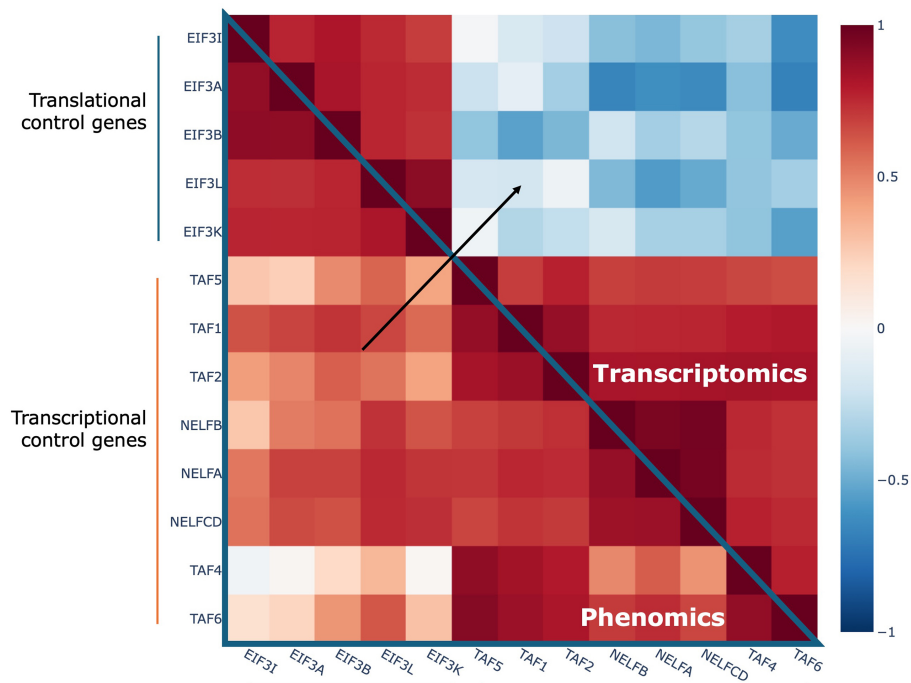 Translational
control genes
Transcriptional
control genes
EIF3I
EIF3A
EIF3B
EIF3L
EIF3K
TAF5
TAF1
TAF2
NELFB
NELFA
NELFCD
TAF4
TAF6
Transcriptomics
Phenomics
EIF3I
EIF3A
EIF3B
EIF3L
EIF3K
TAF5
TAF1
TAF2
NELFB
NELFA
NELFCD
TAF4
TAF6
1
0.5
0
−0.5
−1